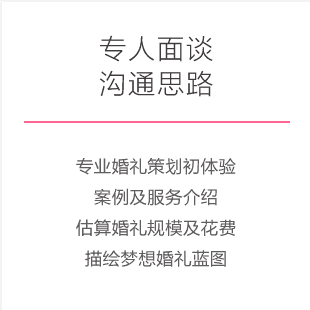 专人面谈
沟通思路
专业婚礼策划初体验
案例及服务介绍
估算婚礼规模及花费
描绘梦想婚礼蓝图